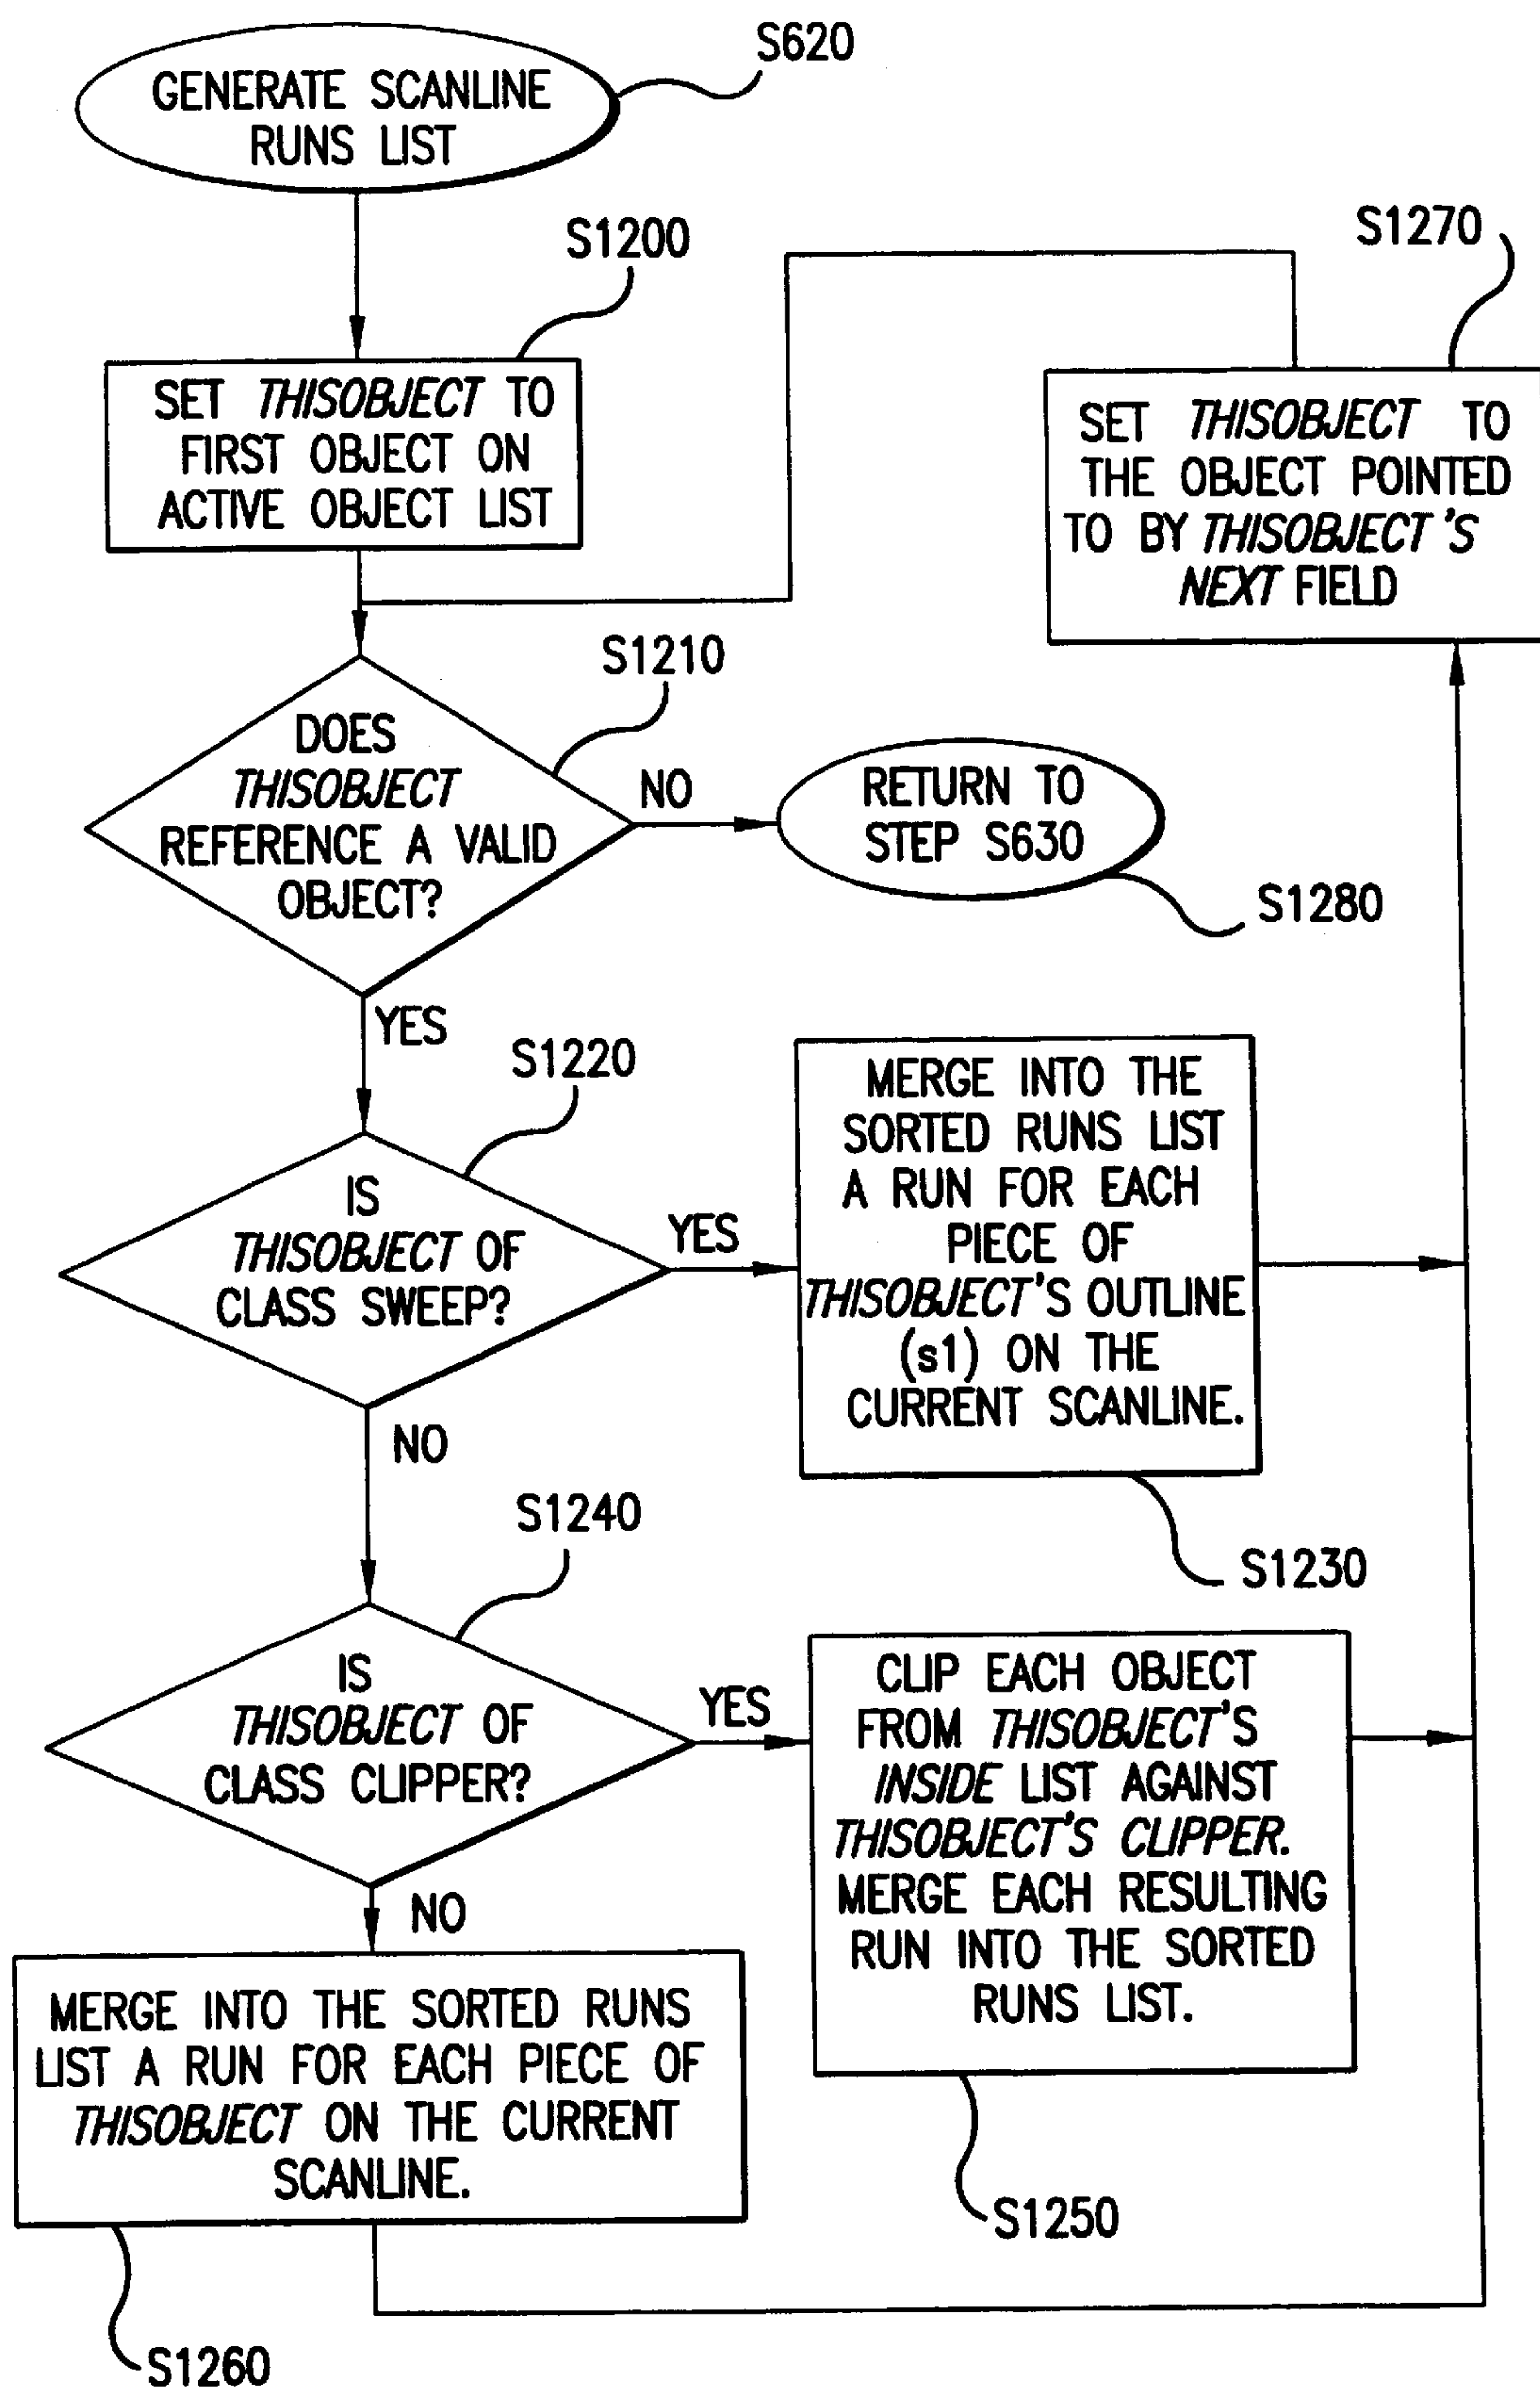 S620
GENERATE SCANLINE
RUNS LIST
S1200
SET THISOBJECT TO
FIRST OBJECT ON
ACTIVE OBJECT LIST
S1270
SET THISOBJECT TO
THE OBJECT POINTED
TO BY THISOBJECT'S
NEXT FIELD
S1210
DOES
THISOBJECT
REFERENCE A VALID
OBJECT?
NO
RETURN TO
STEP S630
S1280
YES
S1220
IS
THISOBJECT OF
CLASS SWEEP?
YES
MERGE INTO THE
SORTED RUNS LIST
A RUN FOR EACH
PIECE OF
THISOBJECT'S OUTLINE
(s1) ON THE
CURRENT SCANLINE.
S1230
NO
S1240
IS
THISOBJECT OF
CLASS CLIPPER?
YES
CLIP EACH OBJECT
FROM THISOBJECT'S
INSIDE LIST AGAINST
THISOBJECT'S CLIPPER.
MERGE EACH RESULTING
RUN INTO THE SORTED
RUNS LIST.
S1250
NO
MERGE INTO THE SORTED RUNS
LIST A RUN FOR EACH PIECE OF
THISOBJECT ON THE CURRENT
SCANLINE.
S1260